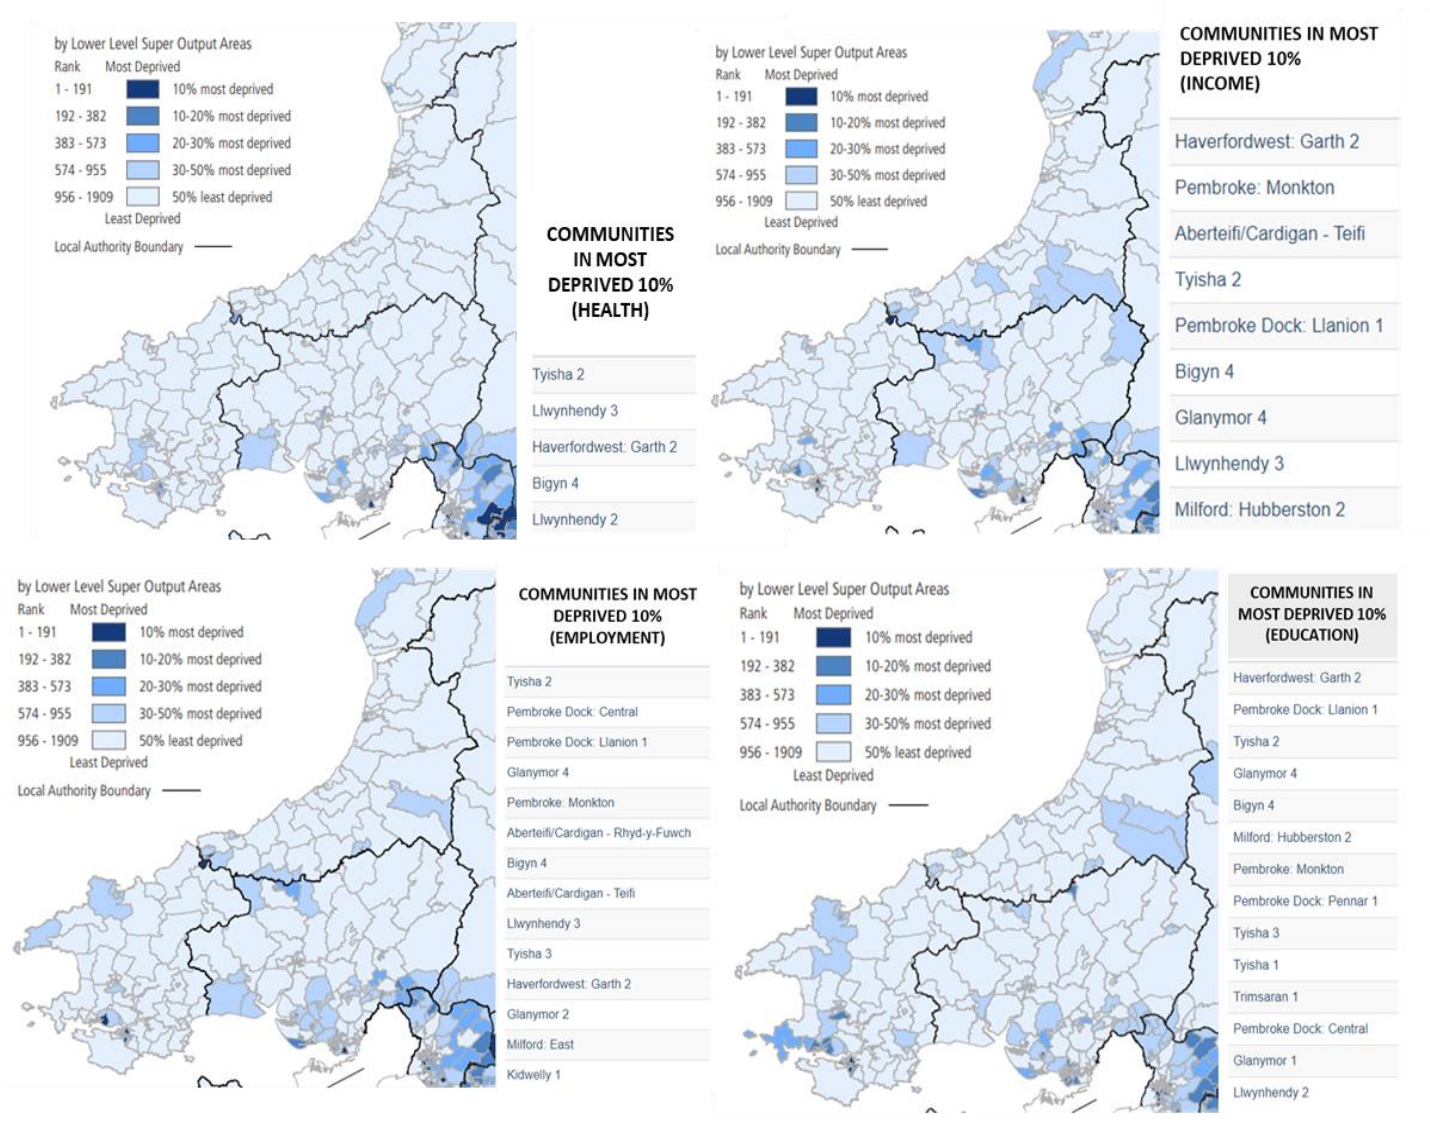 by Lower Level Super Output Areas
Rank Most Deprived
1 - 191 10% most deprived
192 - 382 10-20% most deprived
383 - 573 20-30% most deprived
574 - 955 30-50% most deprived
956 - 1909 50% least deprived
Least Deprived
Local Authority Boundary
COMMUNITIES
IN MOST
DEPRIVED 10%
(HEALTH)
Tyisha 2
Llwynhendy 3
Haverfordwest: Garth 2
Bigyn 4
Llwynhendy 2
by Lower Level Super Output Areas
Rank Most Deprived
1 - 191 10% most deprived
192 - 382 10-20% most deprived
383 - 573 20-30% most deprived
574 - 955 30-50% most deprived
956 - 1909 50% least deprived
Least Deprived
Local Authority Boundary
COMMUNITIES IN MOST
DEPRIVED 10%
(INCOME)
Haverfordwest: Garth 2
Pembroke: Monkton
Aberteifi/Cardigan - Teifi
Tyisha 2
Pembroke Dock: Llanion 1
Bigyn 4
Glanymor 4
Llwynhendy 3
Milford: Hubberston 2
by Lower Level Super Output Areas
Rank Most Deprived
1 - 191 10% most deprived
192 - 382 10-20% most deprived
383 - 573 20-30% most deprived
574 - 955 30-50% most deprived
956 - 1909 50% least deprived
Least Deprived
Local Authority Boundary
COMMUNITIES IN MOST
DEPRIVED 10%
(EMPLOYMENT)
Tyisha 2
Pembroke Dock: Central
Pembroke Dock: Llanion 1
Glanymor 4
Pembroke: Monkton
Aberteifi/Cardigan - Rhyd-y-Fuwch
Bigyn 4
Aberteifi/Cardigan - Teifi
Llwynhendy 3
Tyisha 3
Haverfordwest: Garth 2
Glanymor 2
Milford: East
Kidwelly 1
by Lower Level Super Output Areas
Rank Most Deprived
1 - 191 10% most deprived
192 - 382 10-20% most deprived
383 - 573 20-30% most deprived
574 - 955 30-50% most deprived
956 - 1909 50% least deprived
Least Deprived
Local Authority Boundary
COMMUNITIES IN
MOST DEPRIVED 10%
(EDUCATION)
Haverfordwest: Garth 2
Pembroke Dock: Llanion 1
Tyisha 2
Glanymor 4
Bigyn 4
Milford: Hubberston 2
Pembroke: Monkton
Pembroke Dock: Pennar 1
Tyisha 3
Tyisha 1
Trimsaran 1
Pembroke Dock: Central
Glanymor 1
Llwynhendy 2